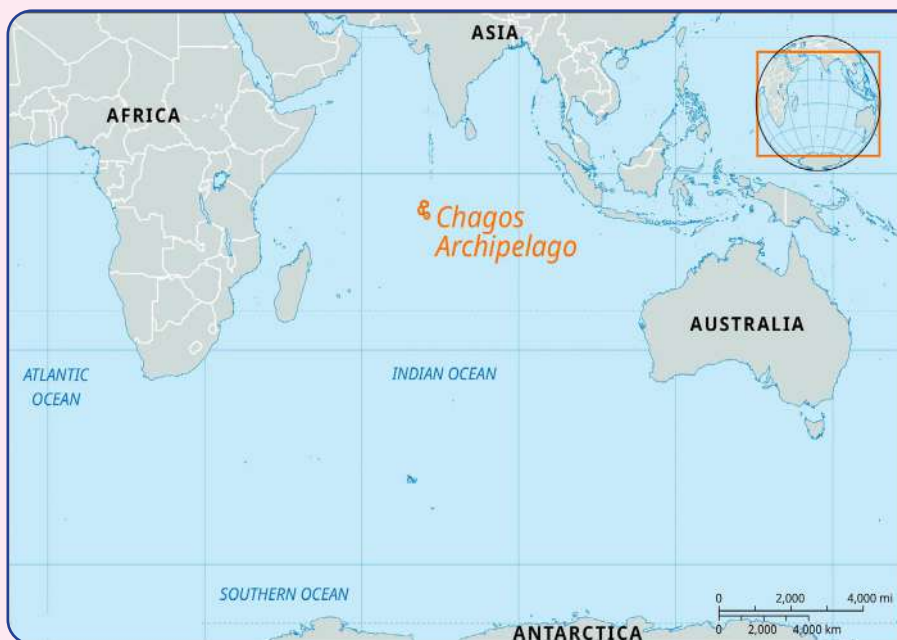 ASIA
AFRICA
Chagos
Archipelago
AUSTRALIA
ATLANTIC
OCEAN
INDIAN OCEAN
SOUTHERN OCEAN
0 2,000 4,000 mi
0 2,000 4,000 km
ANTARCTICA